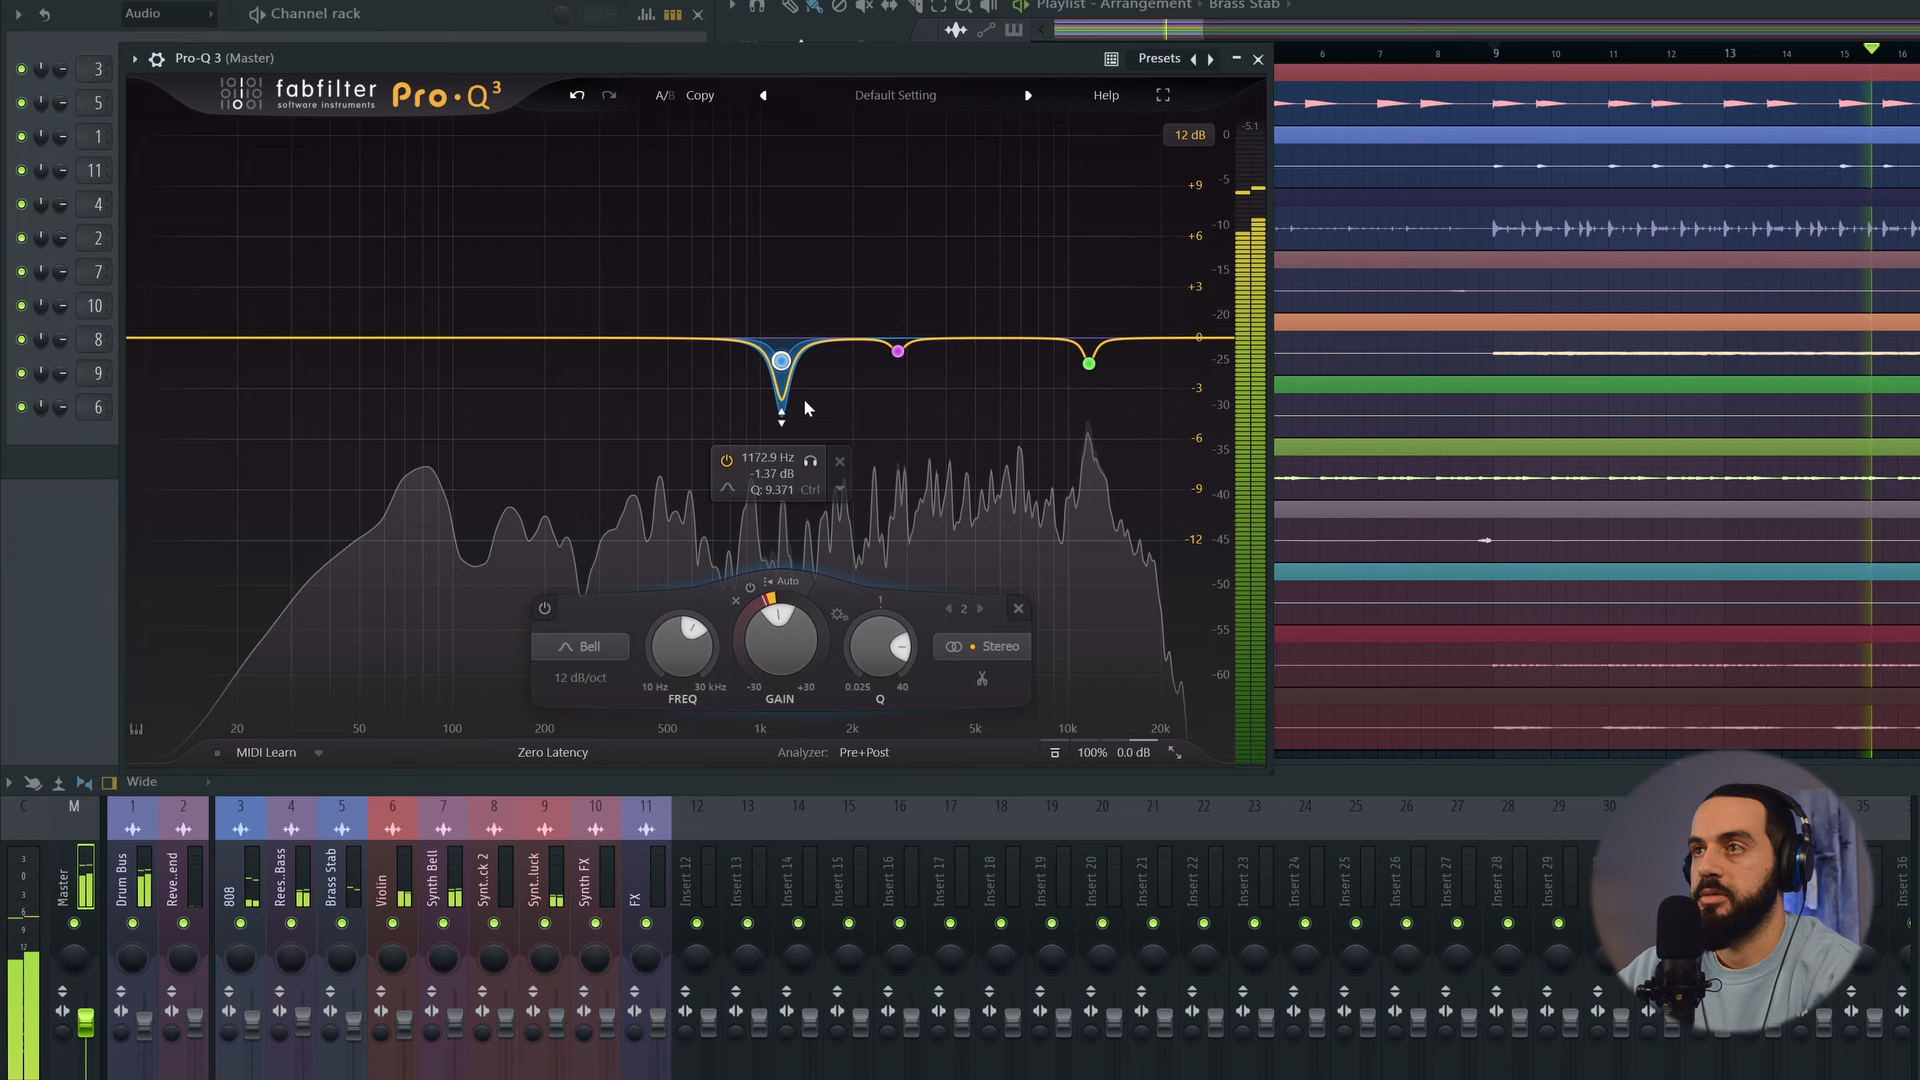 Audio
Channel rack
Playlist - Arrangement
Brass Stab
Pro-Q 3 (Master)
Presets
fabfilter
software instruments
Pro·Q3
A/B
Copy
Default Setting
Help
6 7 8 9 10 11 12 13 14 15 16
3
5
1
11
4
2
7
10
8
9
6
12 dB
0
-5.1
+9
-5
-10
+6
-15
+3
-20
0
-25
-3
-30
-6
-35
-9
-40
-12
-45
-50
-55
-60
1172.9 Hz
-1.37 dB
Q: 9.371 Ctrl
Auto
1
2
Bell
12 dB/oct
10 Hz 30 kHz
FREQ
-30 +30
GAIN
0.025 40
Q
Stereo
20 50 100 200 500 1k 2k 5k 10k 20k
MIDI Learn
Zero Latency
Analyzer: Pre+Post
100%
0.0 dB
Wide
C M 1 2 3 4 5 6 7 8 9 10 11 12 13 14 15 16 17 18 19 20 21 22 23 24 25 26 27 28 29 30 35
3
0
3
6
9
12
Master
Drum Bus
Reve..end
808
Rees..Bass
Brass Stab
Violin
Synth Bell
Synt..ck 2
Synt..luck
Synth FX
FX
Insert 12
Insert 13
Insert 14
Insert 15
Insert 16
Insert 17
Insert 18
Insert 19
Insert 20
Insert 21
Insert 22
Insert 23
Insert 24
Insert 25
Insert 26
Insert 27
Insert 28
Insert 29